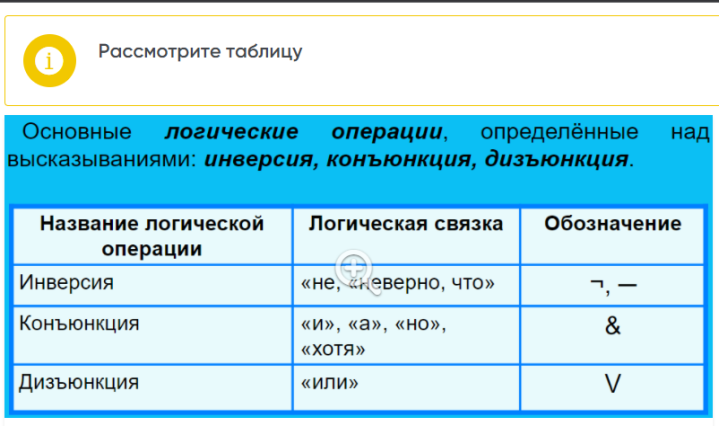 Рассмотрите таблицу
Основные логические операции, определённые над
высказываниями: инверсия, конъюнкция, дизъюнкция.
Название логической операции Логическая связка Обозначение
Инверсия «не, «неверно, что» ¬, —
Конъюнкция «и», «а», «но», «хотя» &
Дизъюнкция «или» V